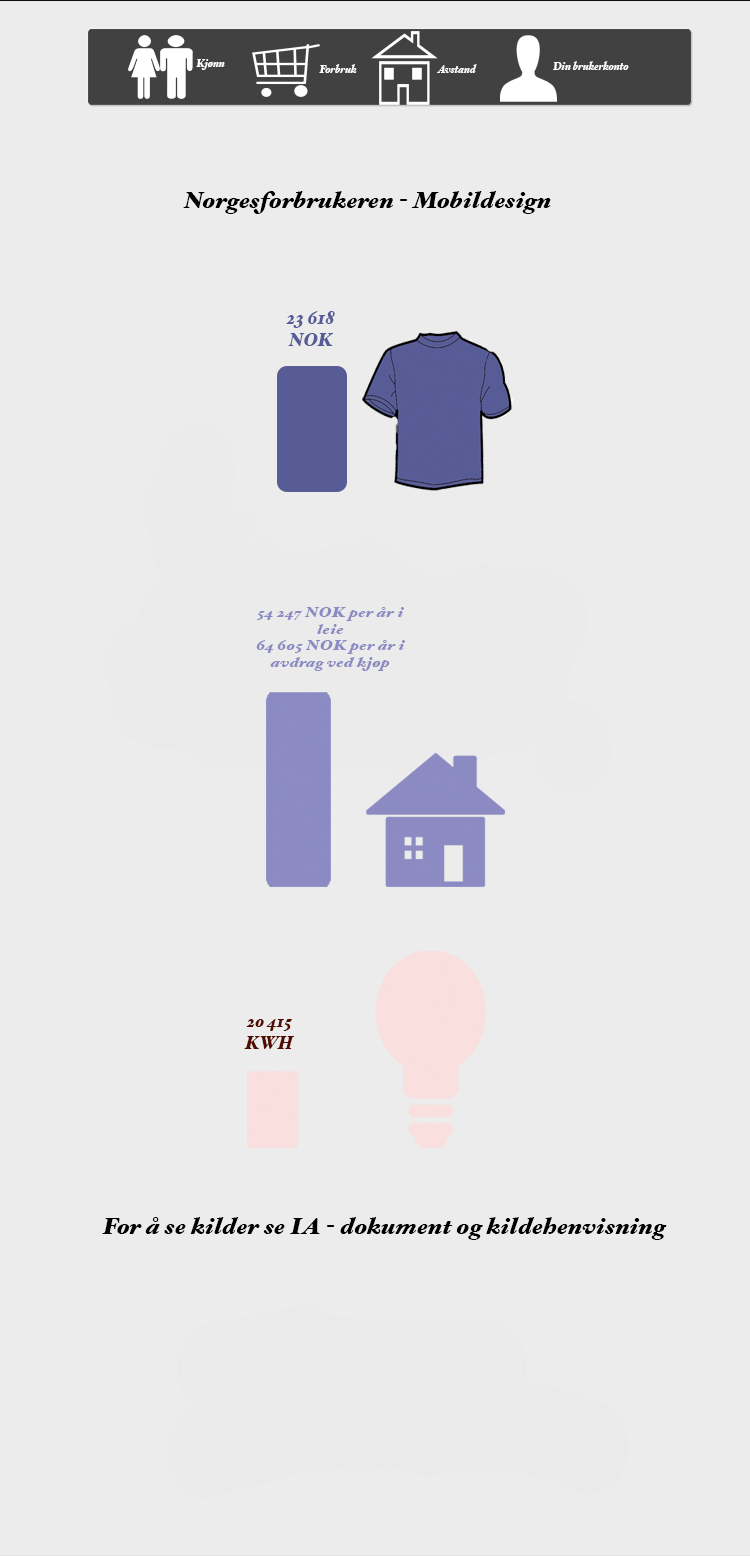 Kjønn
Forbruk
Avstand
Din brukerkonto
Norgesforbrukeren - Mobildesign
23 618
NOK
54 247 NOK per år i
leie
64 605 NOK per år i
avdrag ved kjøp
20 415
KWH
For å se kilder se IA - dokument og kildehenvisning